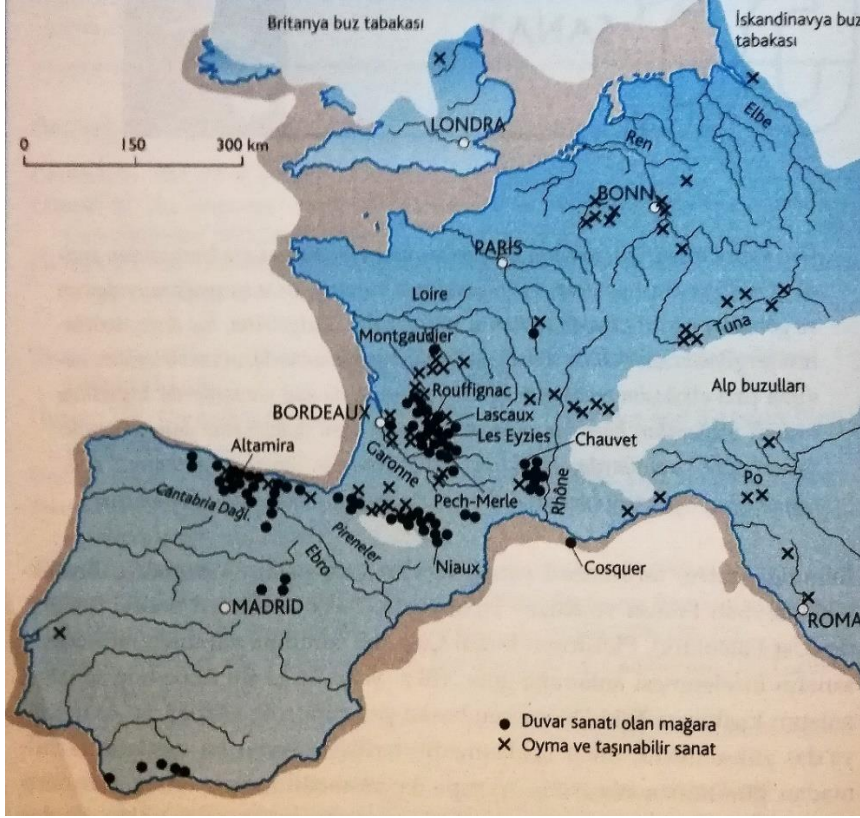 Britanya buz tabakası
İskandinavya buz
tabakası
LONDRA
Elbe
Ren
0 150 300 km
BONN
PARİS
Loire
Tuna
Montgaudier
Alp buzulları
Rouffignac
BORDEAUX
Lascaux
Les Eyzies
Altamira
Chauvet
Garonne
Po
Cantabria Dağl.
Pech-Merle
Rhône
Pireneler
Ebro
Niaux
Cosquer
MADRID
ROMA
Duvar sanatı olan mağara
Oyma ve taşınabilir sanat